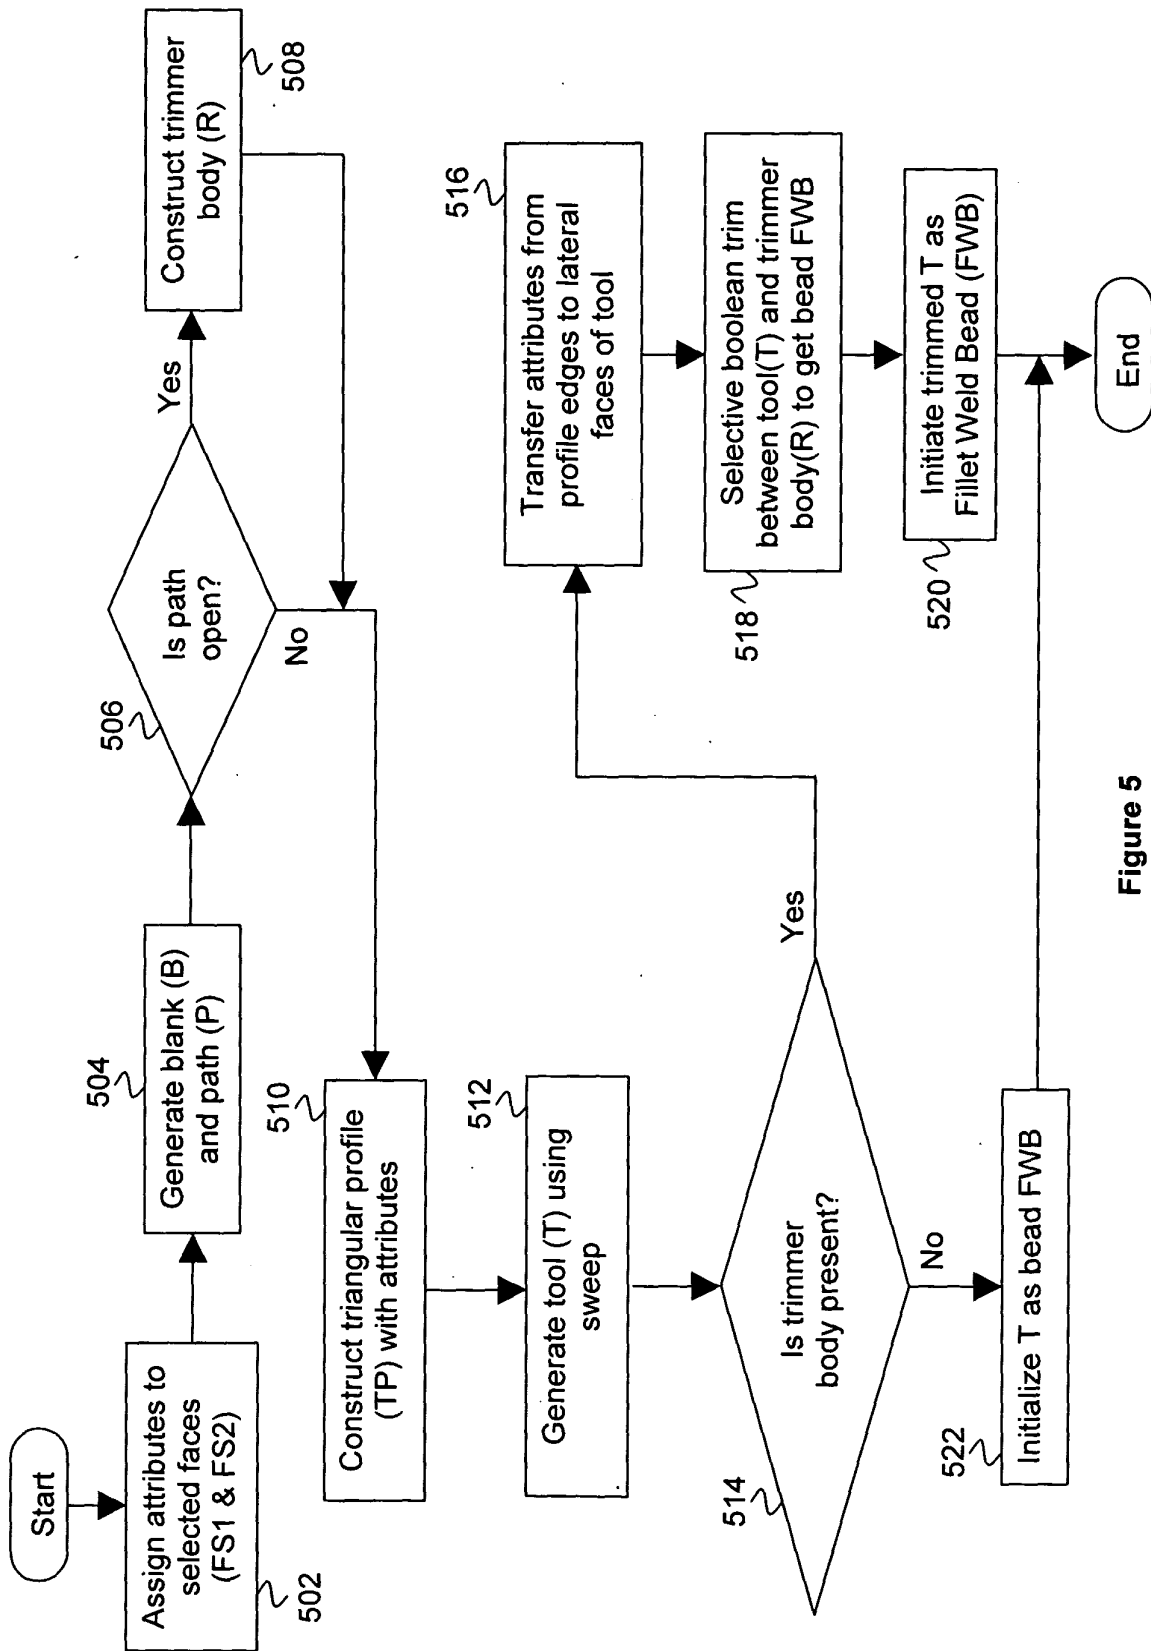 Start
Assign attributes to
selected faces
(FS1 & FS2)
502
504
Generate blank (B)
and path (P)
506
Is path
open?
Yes
No
Construct trimmer
body (R)
508
510
Construct triangular profile
(TP) with attributes
512
Generate tool (T) using
sweep
514
Is trimmer
body present?
Yes
No
516
Transfer attributes from
profile edges to lateral
faces of tool
Selective boolean trim
between tool(T) and trimmer
body(R) to get bead FWB
518
Initiate trimmed T as
Fillet Weld Bead (FWB)
520
Initialize T as bead FWB
522
End
Figure 5